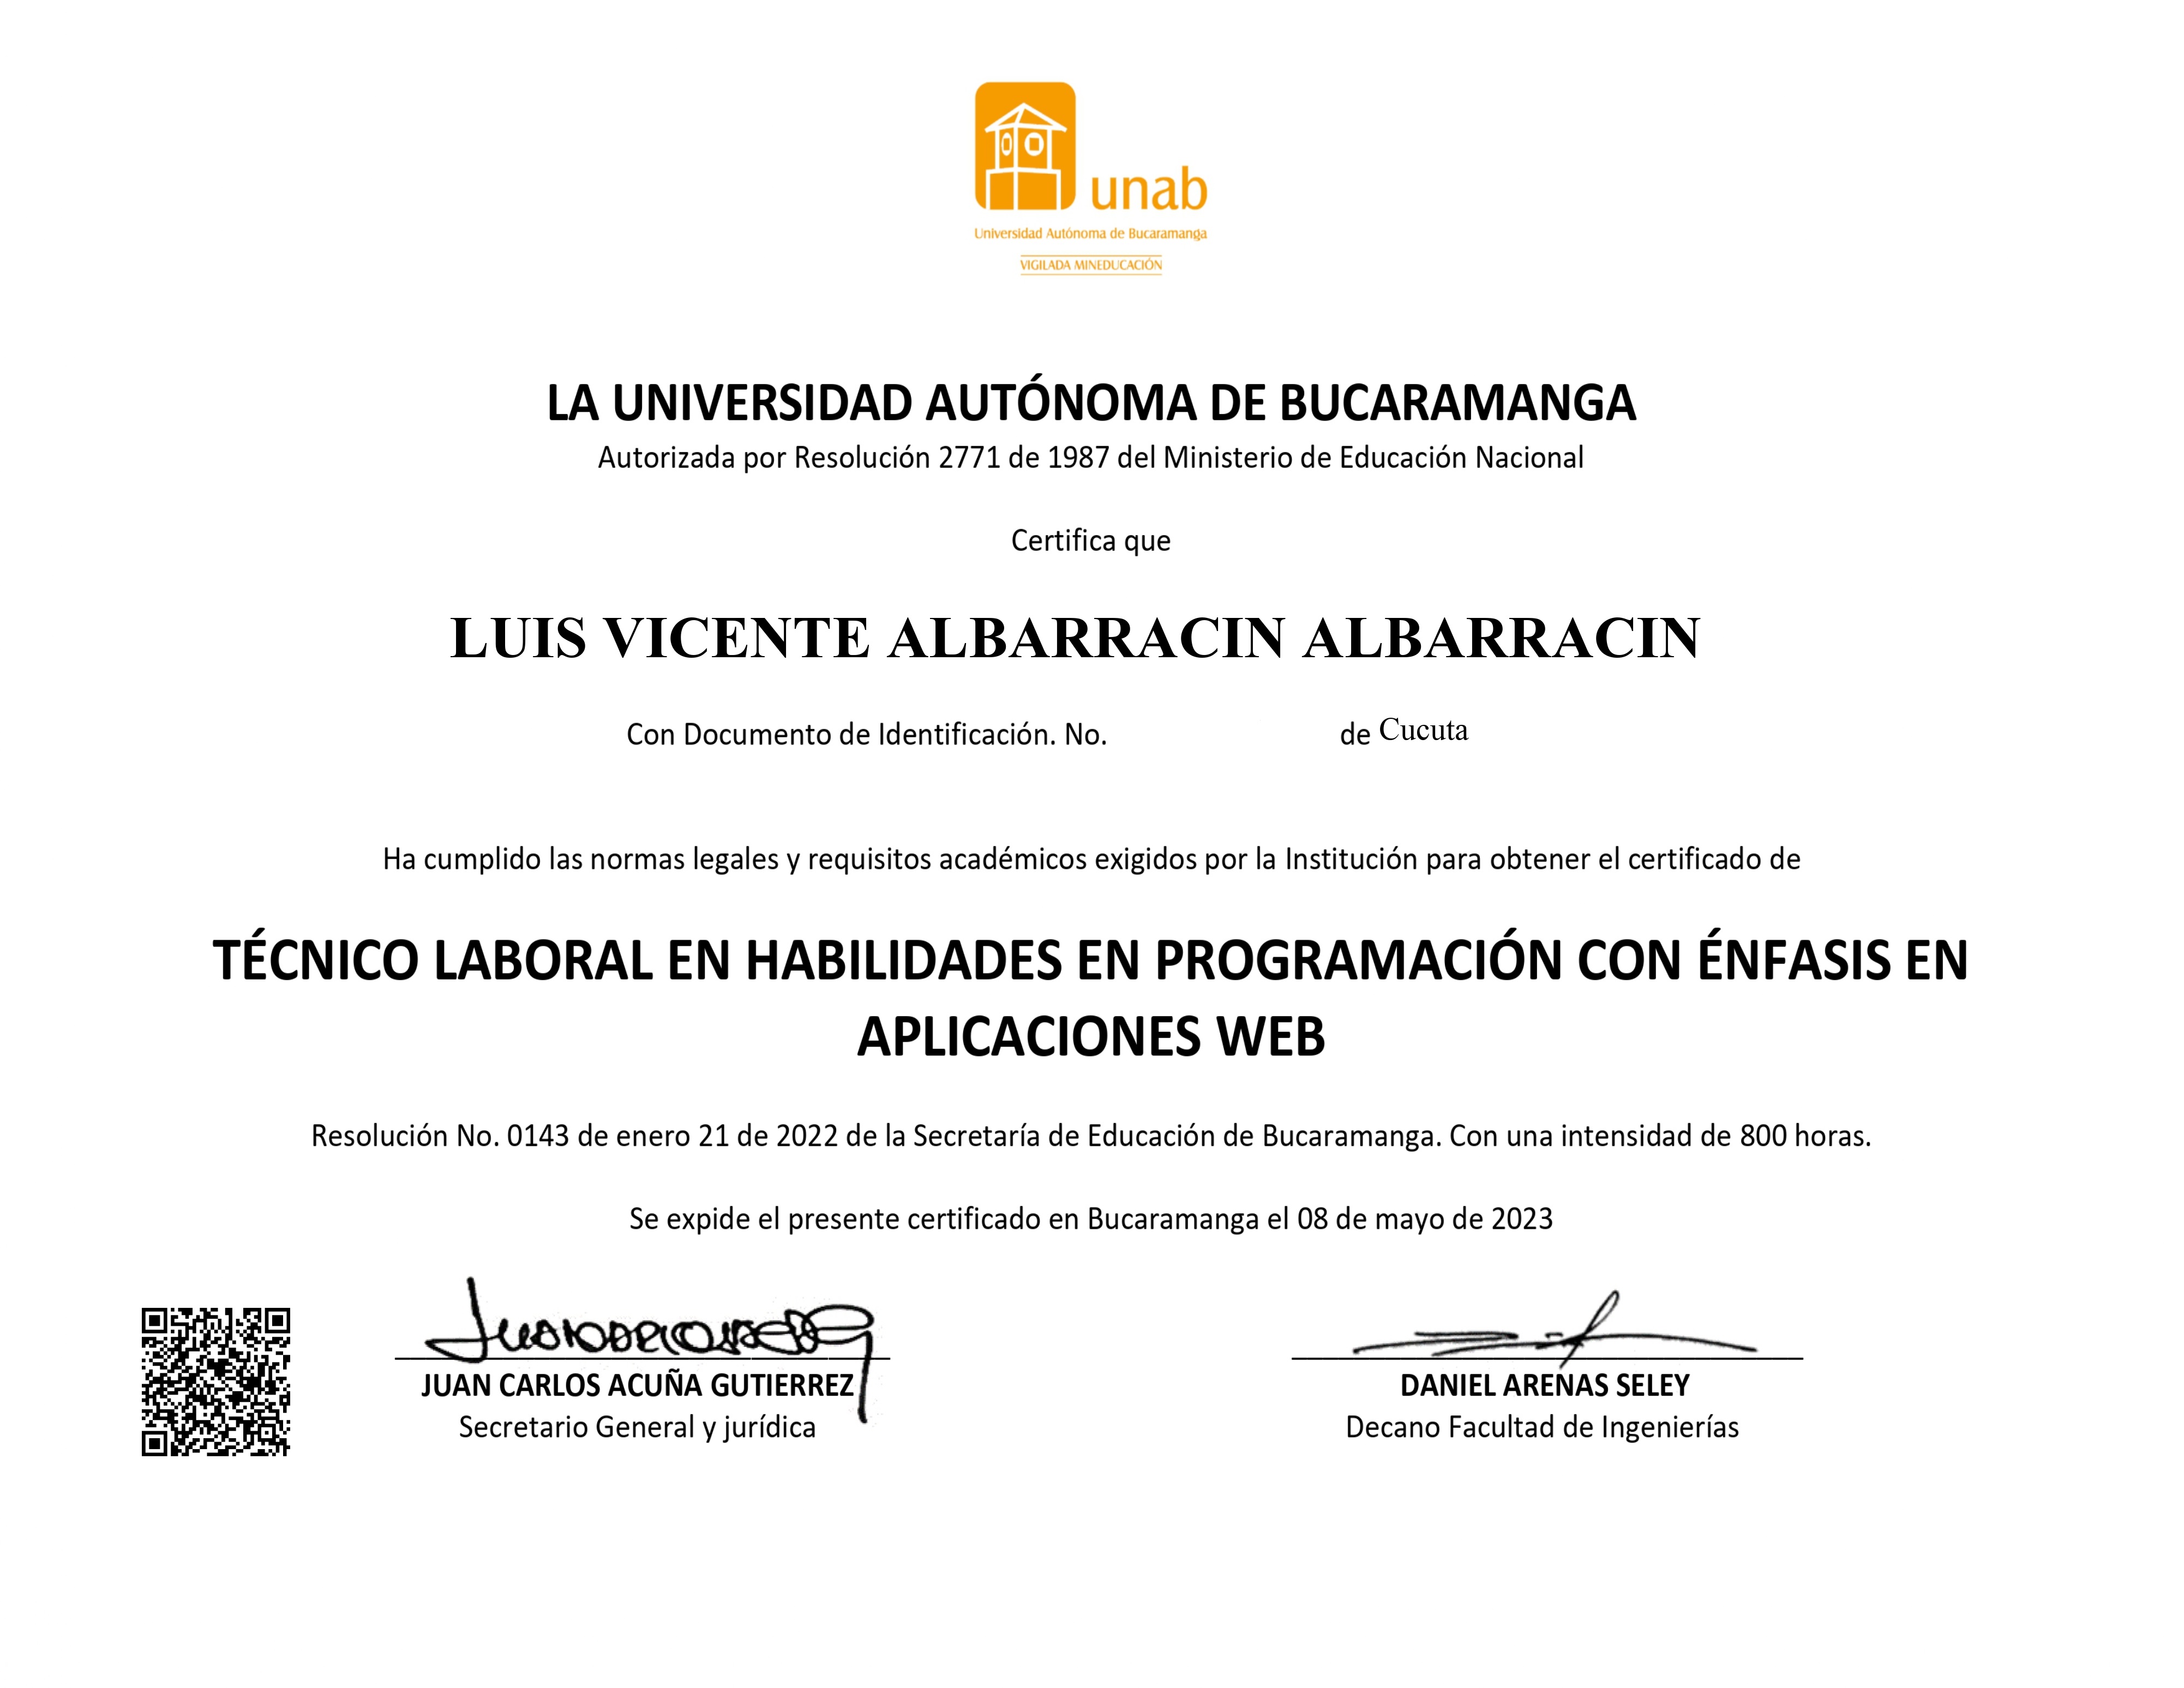 unab
Universidad Autónoma de Bucaramanga
VIGILADA MINEDUCACIÓN
LA UNIVERSIDAD AUTÓNOMA DE BUCARAMANGA
Autorizada por Resolución 2771 de 1987 del Ministerio de Educación Nacional
Certifica que
LUIS VICENTE ALBARRACIN ALBARRACIN
Con Documento de Identificación. No. de Cucuta
Ha cumplido las normas legales y requisitos académicos exigidos por la Institución para obtener el certificado de
TÉCNICO LABORAL EN HABILIDADES EN PROGRAMACIÓN CON ÉNFASIS EN
APLICACIONES WEB
Resolución No. 0143 de enero 21 de 2022 de la Secretaría de Educación de Bucaramanga. Con una intensidad de 800 horas.
Se expide el presente certificado en Bucaramanga el 08 de mayo de 2023
JUAN CARLOS ACUÑA GUTIERREZ
Secretario General y jurídica
DANIEL ARENAS SELEY
Decano Facultad de Ingenierías